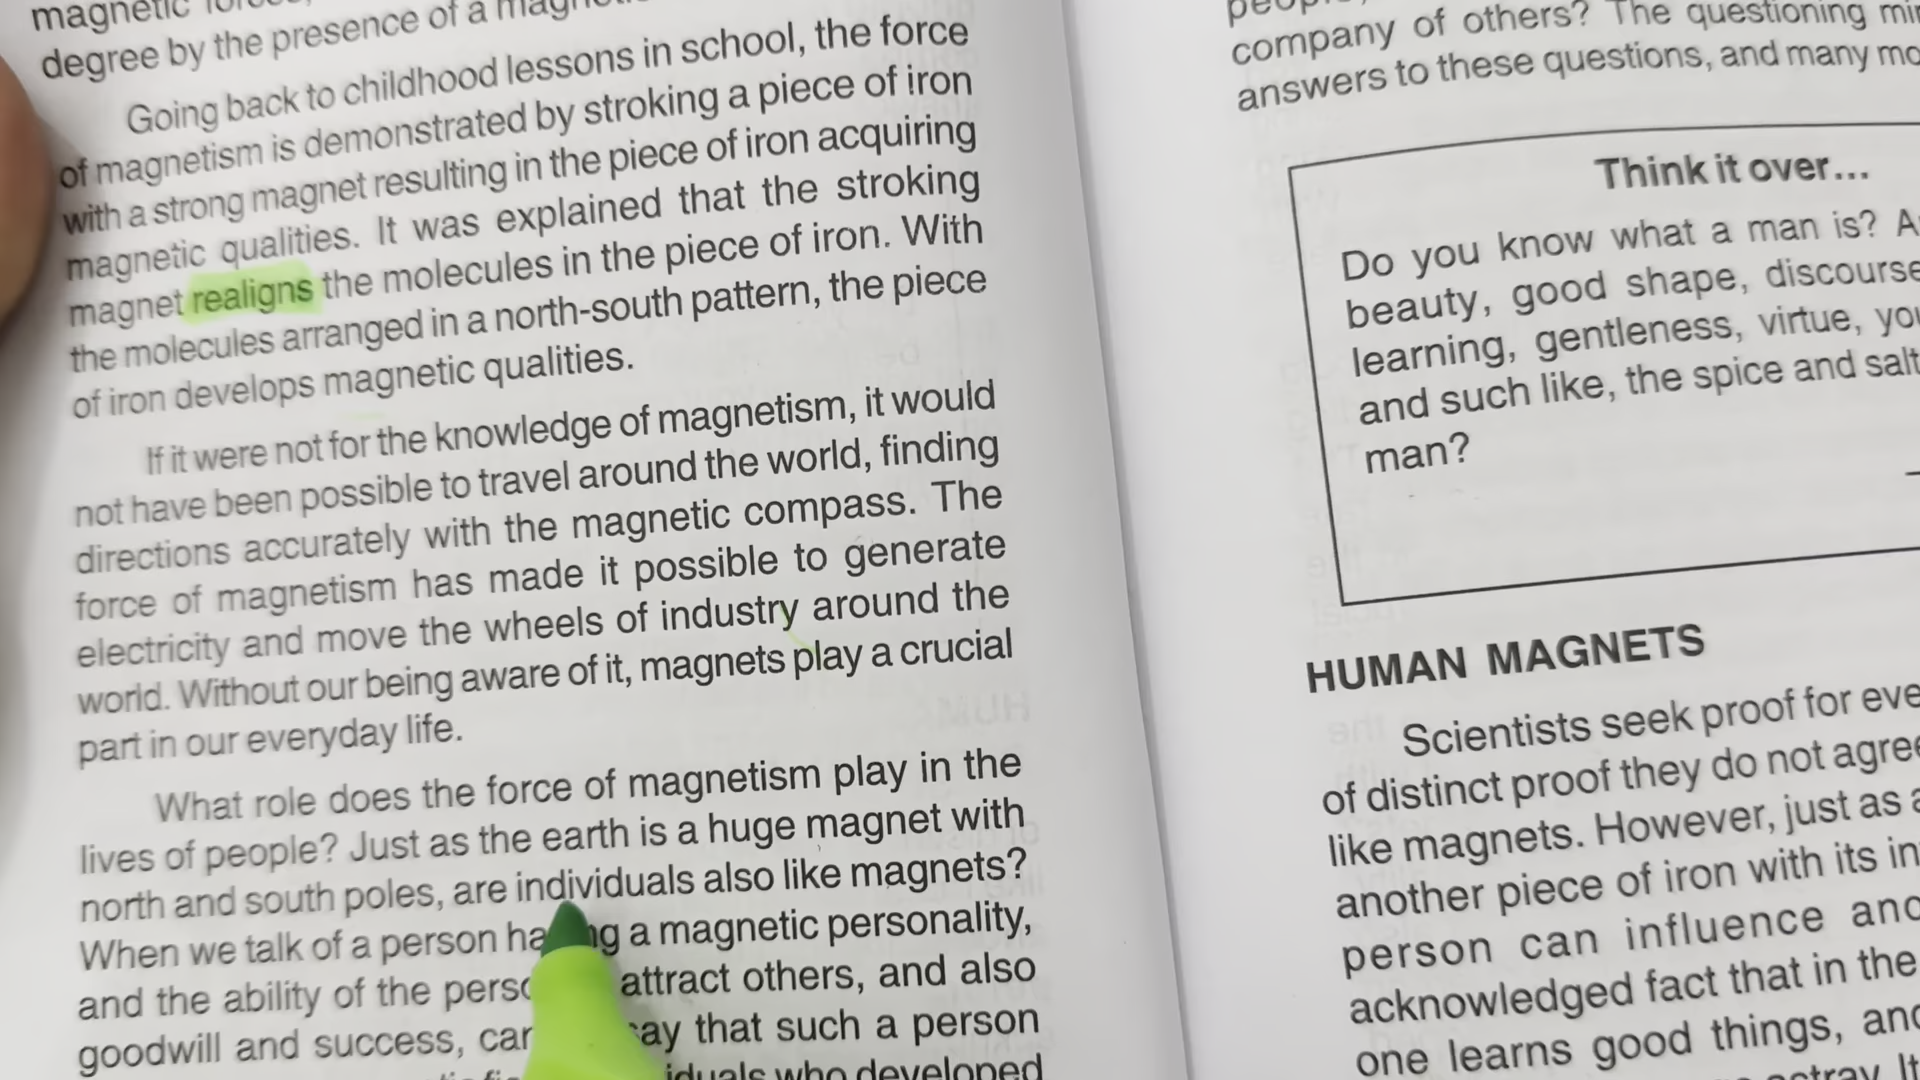 magnetic
degree by the presence of a
Going back to childhood lessons in school, the force
of magnetism is demonstrated by stroking a piece of iron
with a strong magnet resulting in the piece of iron acquiring
magnetic qualities. It was explained that the stroking
magnet realigns the molecules in the piece of iron. With
the molecules arranged in a north-south pattern, the piece
of iron develops magnetic qualities.
If it were not for the knowledge of magnetism, it would
not have been possible to travel around the world, finding
directions accurately with the magnetic compass. The
force of magnetism has made it possible to generate
electricity and move the wheels of industry around the
world. Without our being aware of it, magnets play a crucial
part in our everyday life.
What role does the force of magnetism play in the
lives of people? Just as the earth is a huge magnet with
north and south poles, are individuals also like magnets?
When we talk of a person a magnetic personality,
and the ability of the attract others, and also
goodwill and success, that such a person
who developed
company of others? The questioning
answers to these questions, and many
Think it over...
Do you know what a man is?
beauty, good shape, discourse
learning, gentleness, virtue,
and such like, the spice and salt
man?
HUMAN MAGNETS
Scientists seek proof for
of distinct proof they do not
like magnets. However, just as
another piece of iron with its
person can influence
acknowledged fact that in the
one learns good things,
It